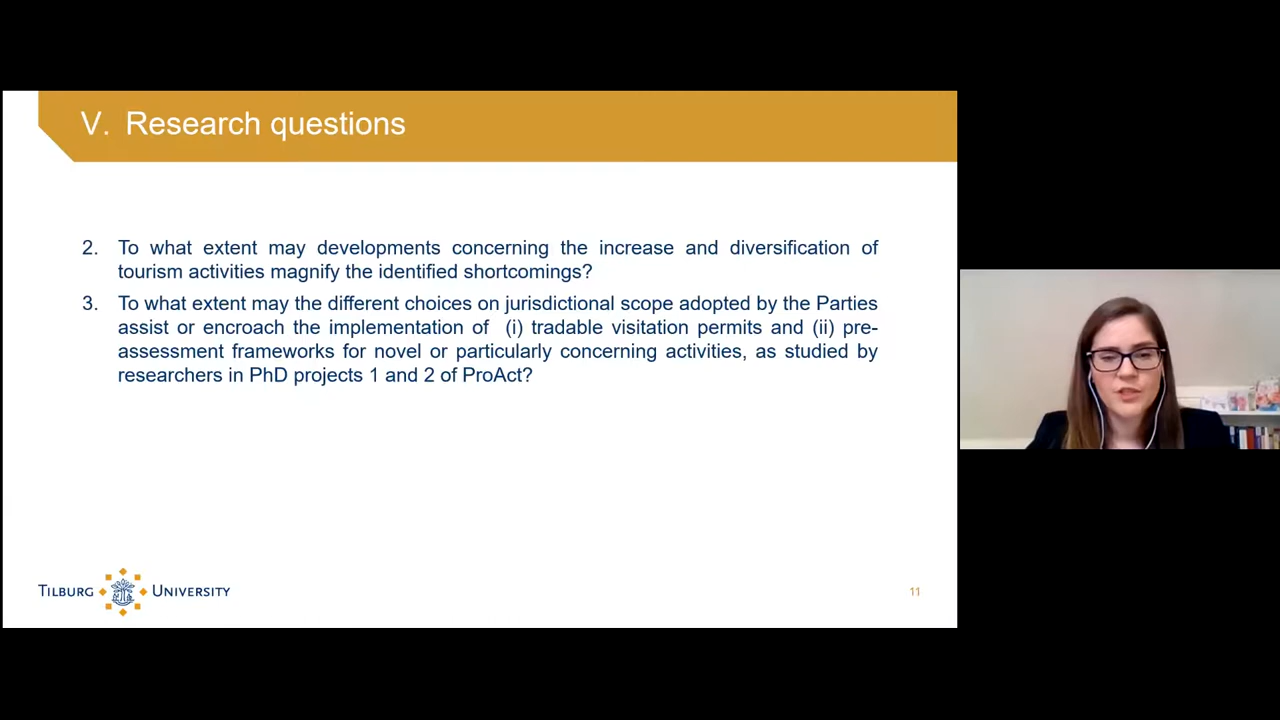 V. Research questions
2. To what extent may developments concerning the increase and diversification of
tourism activities magnify the identified shortcomings?
3. To what extent may the different choices on jurisdictional scope adopted by the Parties
assist or encroach the implementation of (i) tradable visitation permits and (ii) pre-
assessment frameworks for novel or particularly concerning activities, as studied by
researchers in PhD projects 1 and 2 of ProAct?
TILBURG UNIVERSITY
11